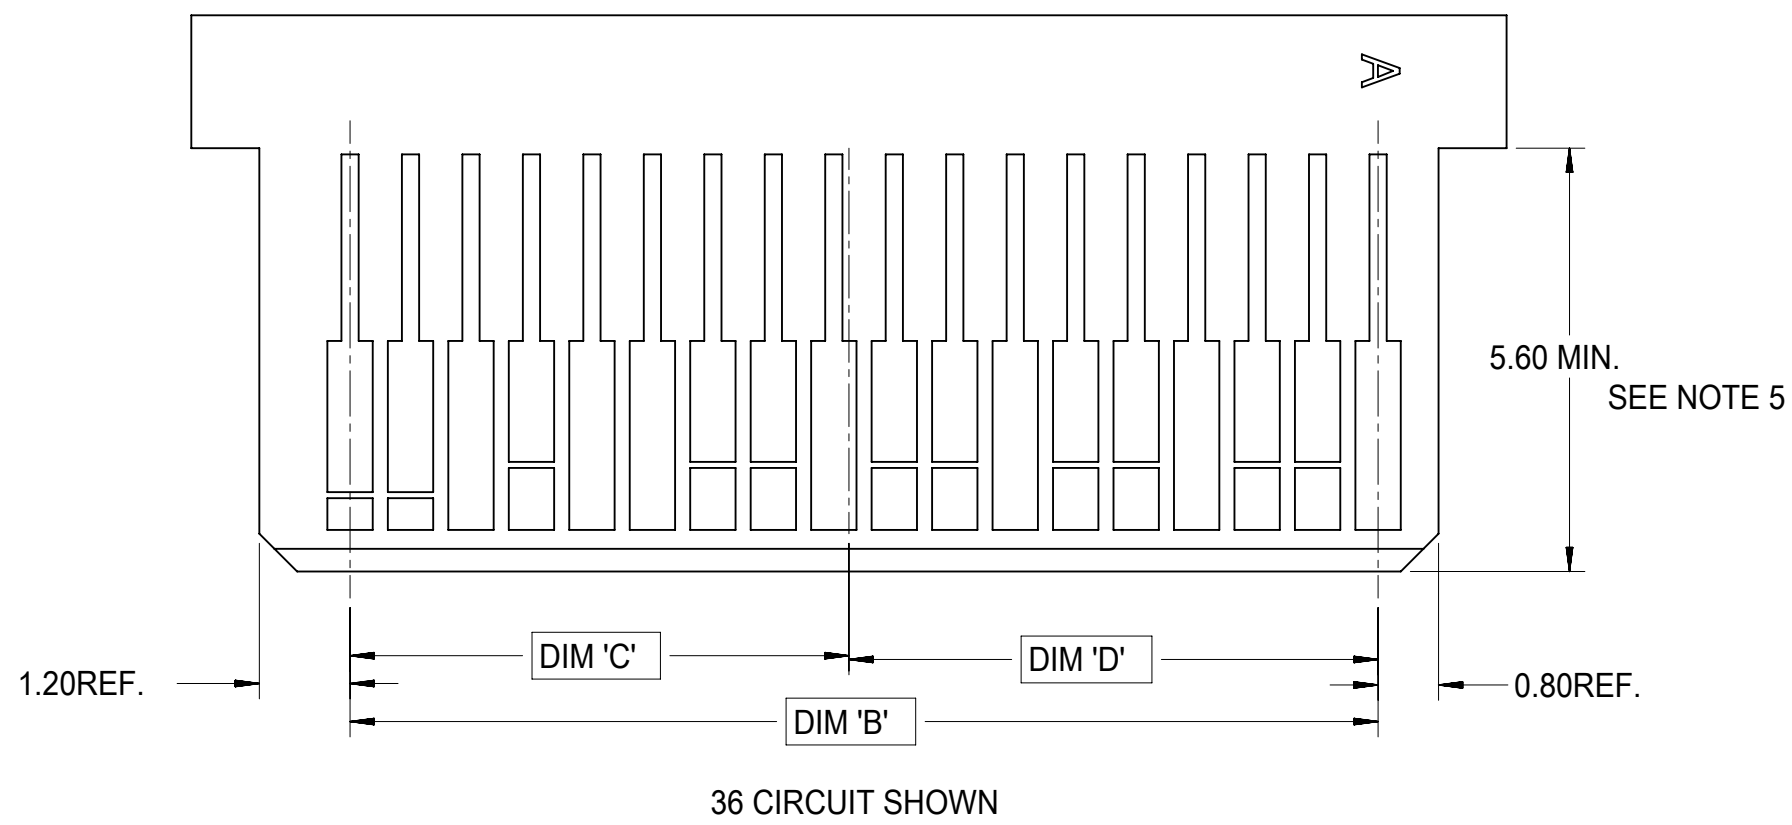 A
5.60 MIN.
SEE NOTE 5
DIM 'C'
DIM 'D'
1.20REF.
0.80REF.
DIM 'B'
36 CIRCUIT SHOWN